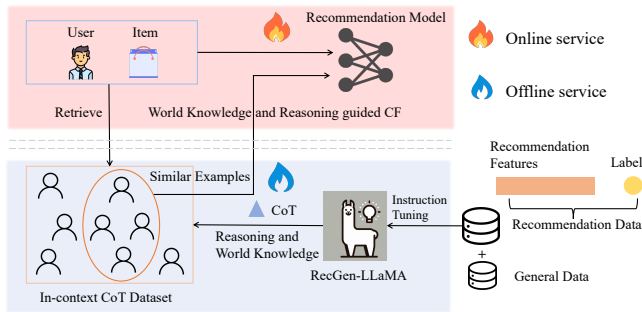 User
Item
Recommendation Model
Online service
Offline service
Retrieve
World Knowledge and Reasoning guided CF
Recommendation
Features
Label
Similar Examples
CoT
Instruction
Tuning
Recommendation Data
Reasoning and
World Knowledge
RecGen-LLaMA
+
General Data
In-context CoT Dataset